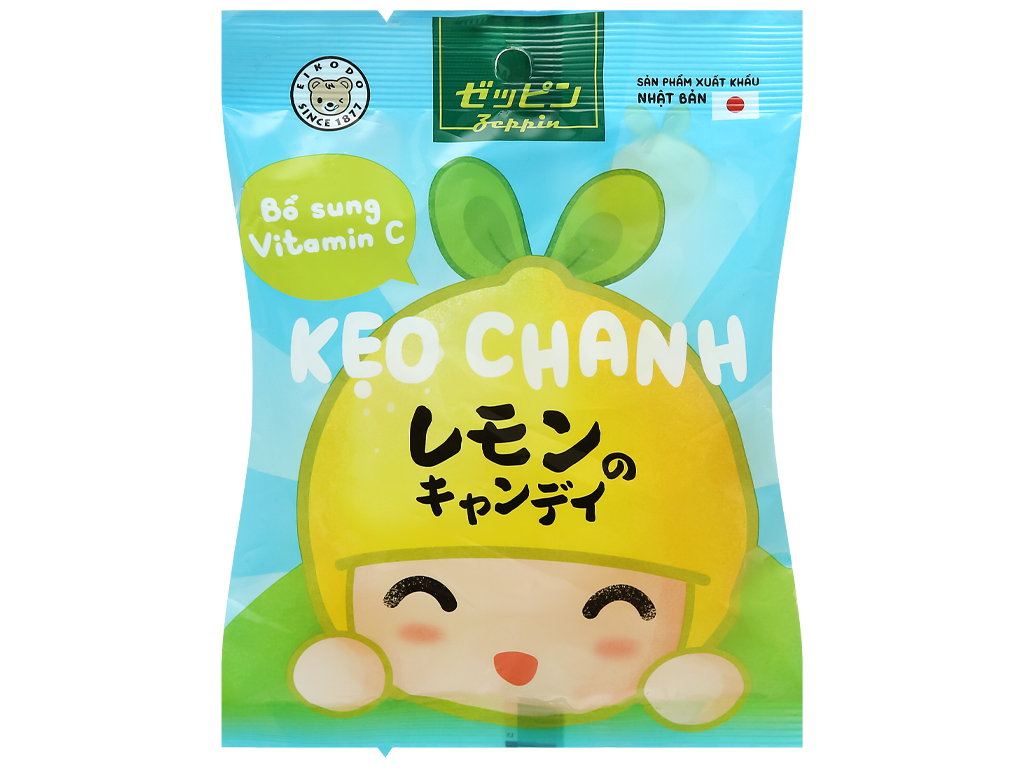 EIKODO
SINCE 1877
ゼッピン
Zeppin
SẢN PHẨM XUẤT KHẨU
NHẬT BẢN
Bổ sung
Vitamin C
KẸO CHANH
レモンの
キャンディ